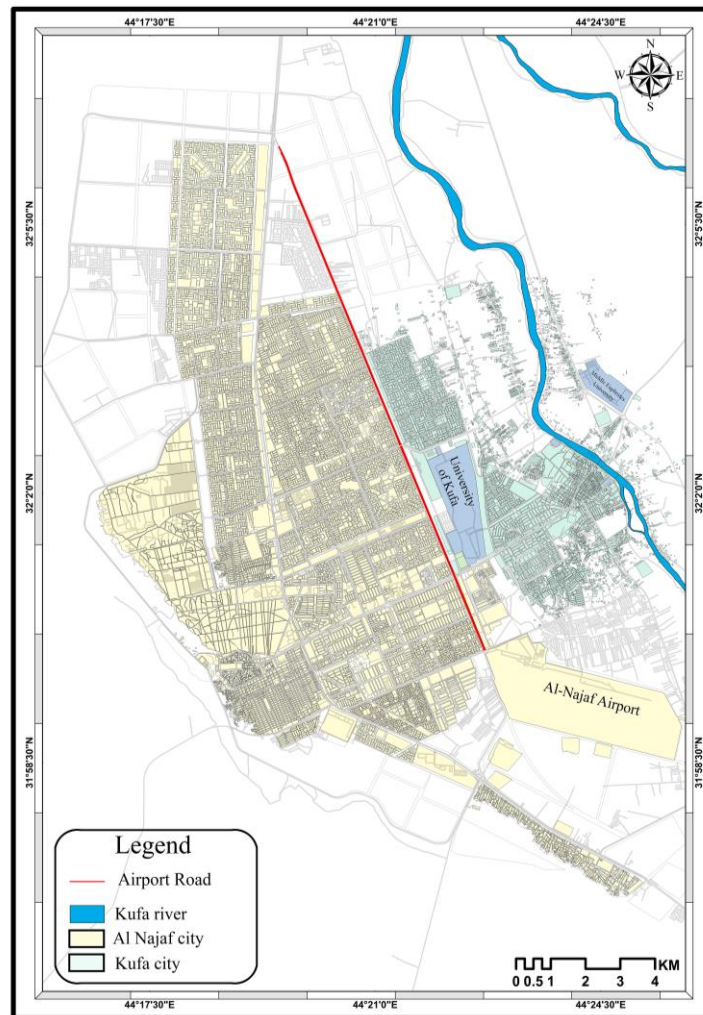 44°17'30"E 44°21'0"E 44°24'30"E
N
W E
S
32°5'30"N 32°5'30"N
Middle Euphrates
University
University
of Kufa
32°2'0"N 32°2'0"N
Al-Najaf Airport
31°58'30"N 31°58'30"N
Legend
Airport Road
Kufa river
Al Najaf city
Kufa city
KM
0 0.5 1 2 3 4
44°17'30"E 44°21'0"E 44°24'30"E